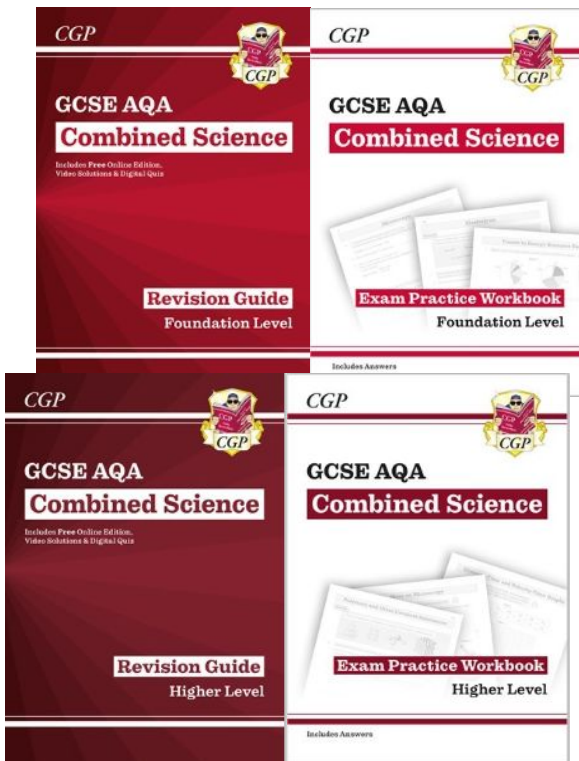 CGP
CGP
GCSE AQA
Combined Science
Includes Free Online Edition,
Video Solutions & Digital Quiz
Revision Guide
Foundation Level
CGP
CGP
GCSE AQA
Combined Science
Exam Practice Workbook
Foundation Level
Includes Answers
CGP
CGP
GCSE AQA
Combined Science
Includes Free Online Edition,
Video Solutions & Digital Quiz
Revision Guide
Higher Level
CGP
CGP
GCSE AQA
Combined Science
Exam Practice Workbook
Higher Level
Includes Answers